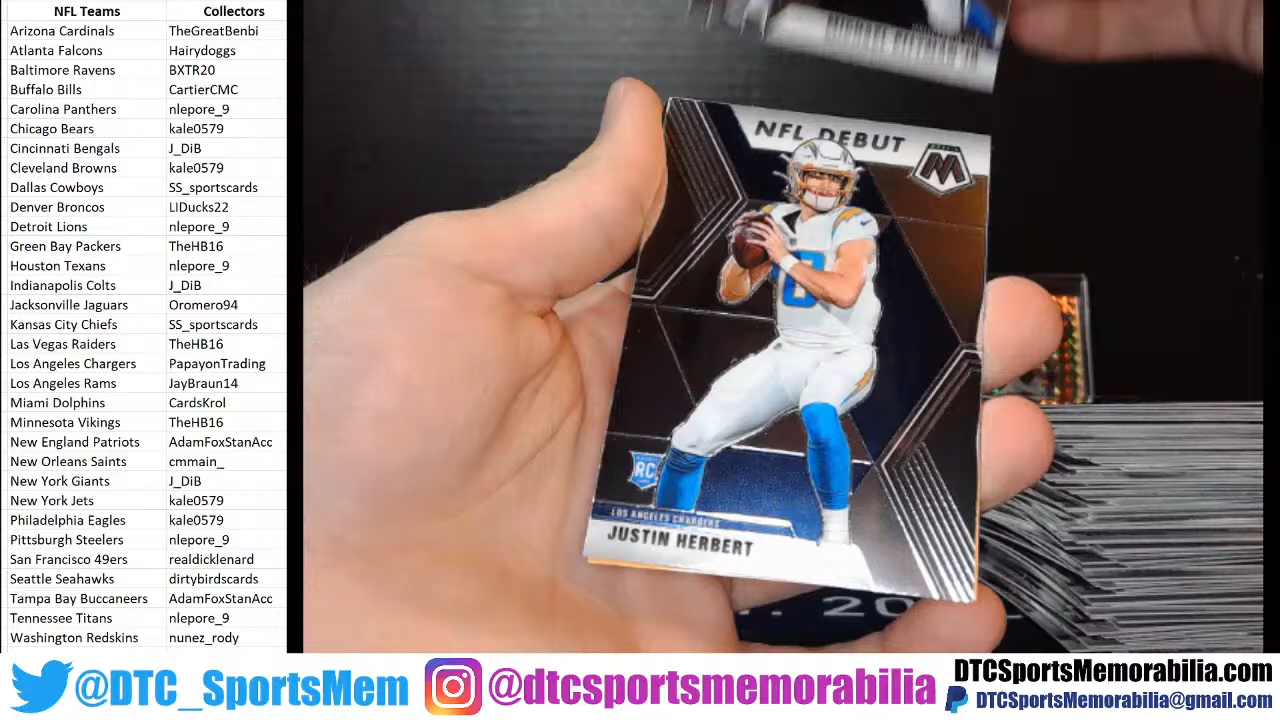 NFL Teams Collectors
Arizona Cardinals TheGreatBenbi
Atlanta Falcons Hairydoggs
Baltimore Ravens BXTR20
Buffalo Bills CartierCMC
Carolina Panthers nlepore_9
Chicago Bears kale0579
Cincinnati Bengals J_DiB
Cleveland Browns kale0579
Dallas Cowboys SS_sportscards
Denver Broncos LIDucks22
Detroit Lions nlepore_9
Green Bay Packers TheHB16
Houston Texans nlepore_9
Indianapolis Colts J_DiB
Jacksonville Jaguars Oromero94
Kansas City Chiefs SS_sportscards
Las Vegas Raiders TheHB16
Los Angeles Chargers PapayonTrading
Los Angeles Rams JayBraun14
Miami Dolphins CardsKrol
Minnesota Vikings TheHB16
New England Patriots AdamFoxStanAcc
New Orleans Saints cmmain_
New York Giants J_DiB
New York Jets kale0579
Philadelphia Eagles kale0579
Pittsburgh Steelers nlepore_9
San Francisco 49ers realdicklenard
Seattle Seahawks dirtybirdscards
Tampa Bay Buccaneers AdamFoxStanAcc
Tennessee Titans nlepore_9
Washington Redskins nunez_rody
NFL DEBUT
M
RC
LOS ANGELES CHARGERS
JUSTIN HERBERT
@DTC_SportsMem
@dtcsportsmemorabilia
DTCSportsMemorabilia.com
DTCSportsMemorabilia@gmail.com